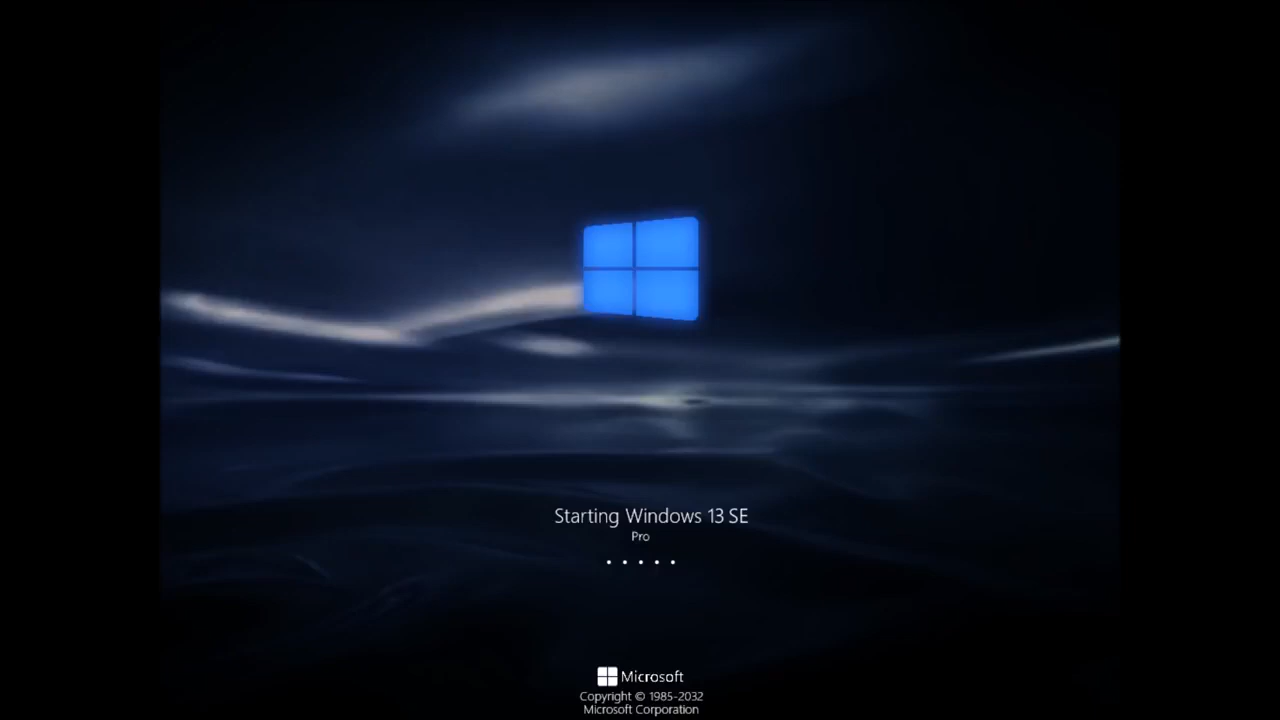 Starting Windows 13 SE
Pro
Microsoft
Copyright © 1985-2032
Microsoft Corporation